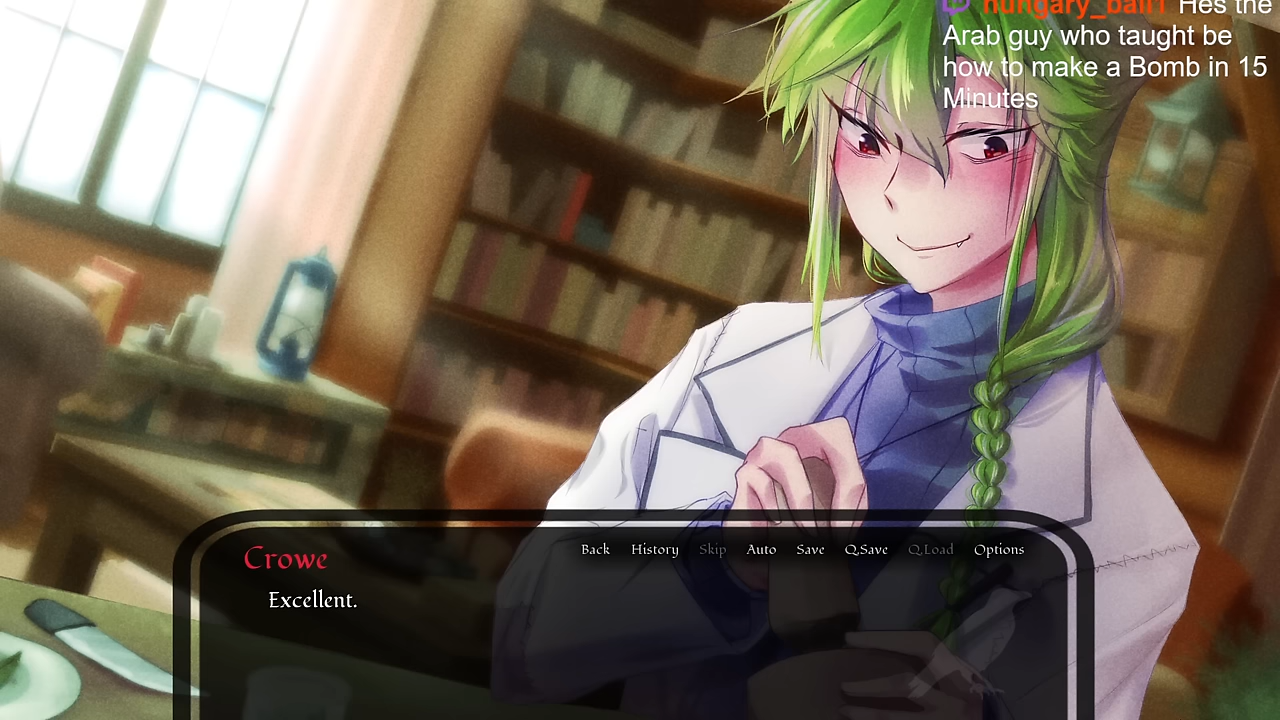 hungary_ball1 Hes the
Arab guy who taught be
how to make a Bomb in 15
Minutes
Crowe
Back History Skip Auto Save Q.Save Q.Load Options
Excellent.